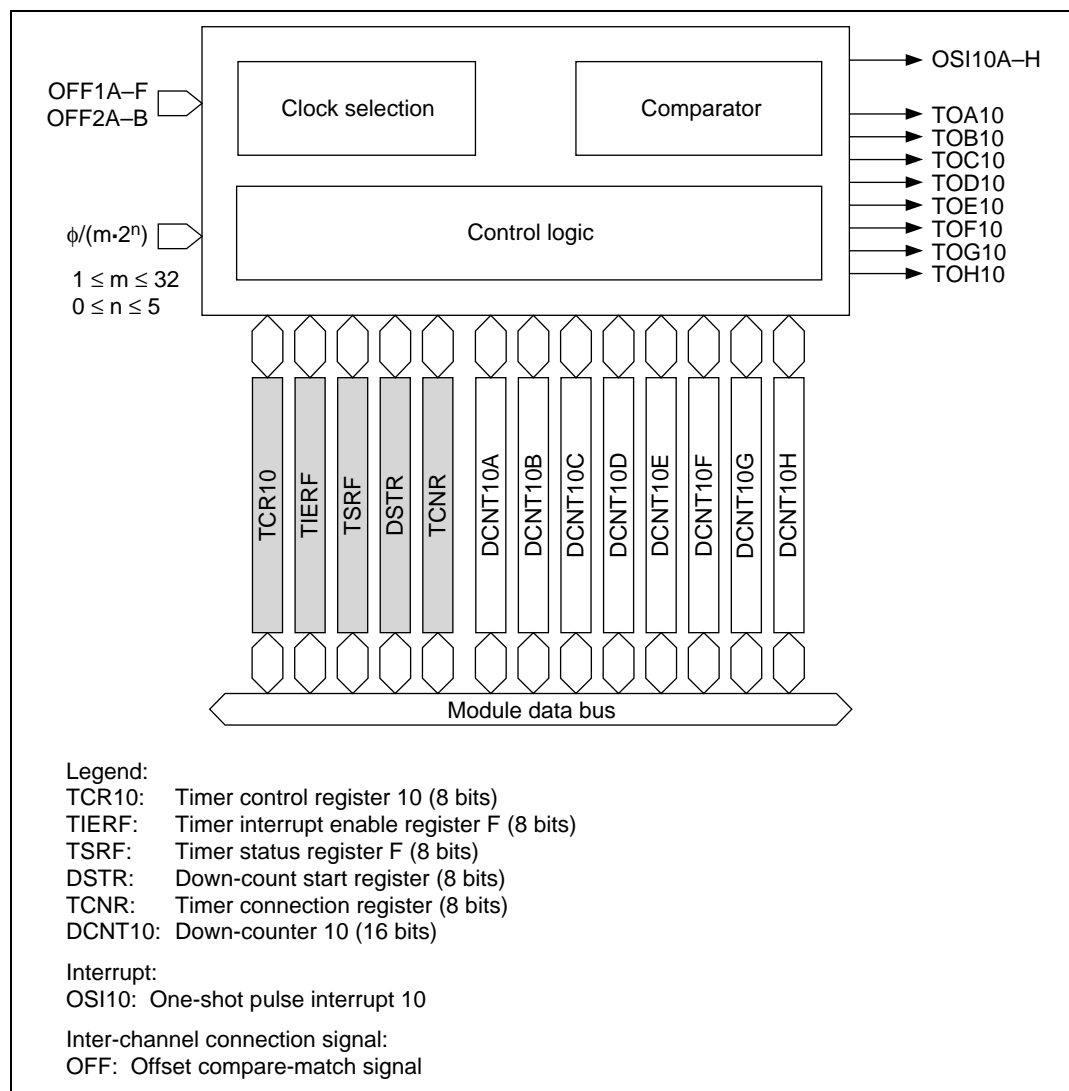 OFF1A–F
OFF2A–B
ϕ/(m·2ⁿ)
1 ≤ m ≤ 32
0 ≤ n ≤ 5
Clock selection
Comparator
Control logic
OSI10A–H
TOA10
TOB10
TOC10
TOD10
TOE10
TOF10
TOG10
TOH10
TCR10
TIERF
TSRF
DSTR
TCNR
DCNT10A
DCNT10B
DCNT10C
DCNT10D
DCNT10E
DCNT10F
DCNT10G
DCNT10H
Module data bus
Legend:
TCR10: Timer control register 10 (8 bits)
TIERF: Timer interrupt enable register F (8 bits)
TSRF: Timer status register F (8 bits)
DSTR: Down-count start register (8 bits)
TCNR: Timer connection register (8 bits)
DCNT10: Down-counter 10 (16 bits)
Interrupt:
OSI10: One-shot pulse interrupt 10
Inter-channel connection signal:
OFF: Offset compare-match signal